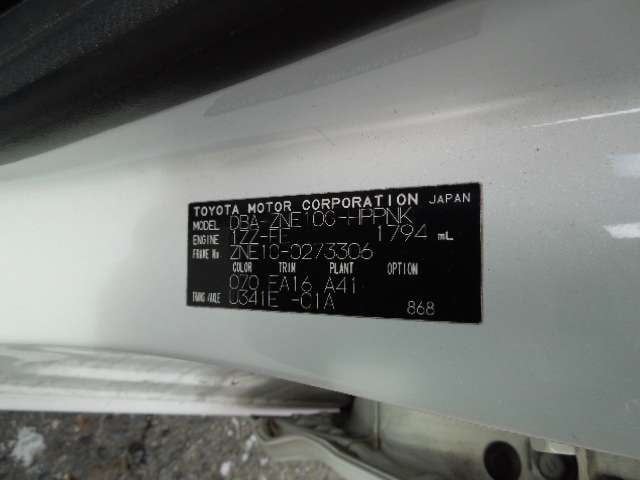 TOYOTA MOTOR CORPORATION JAPAN
MODEL DBA-ZNE10G-HPPNK
ENGINE 1ZZ-FE 1794 mL
FRAME No ZNE10-0273306
COLOR TRIM PLANT OPTION
070 EA16 A41
TRANS/AXLE U341E -C1A
868